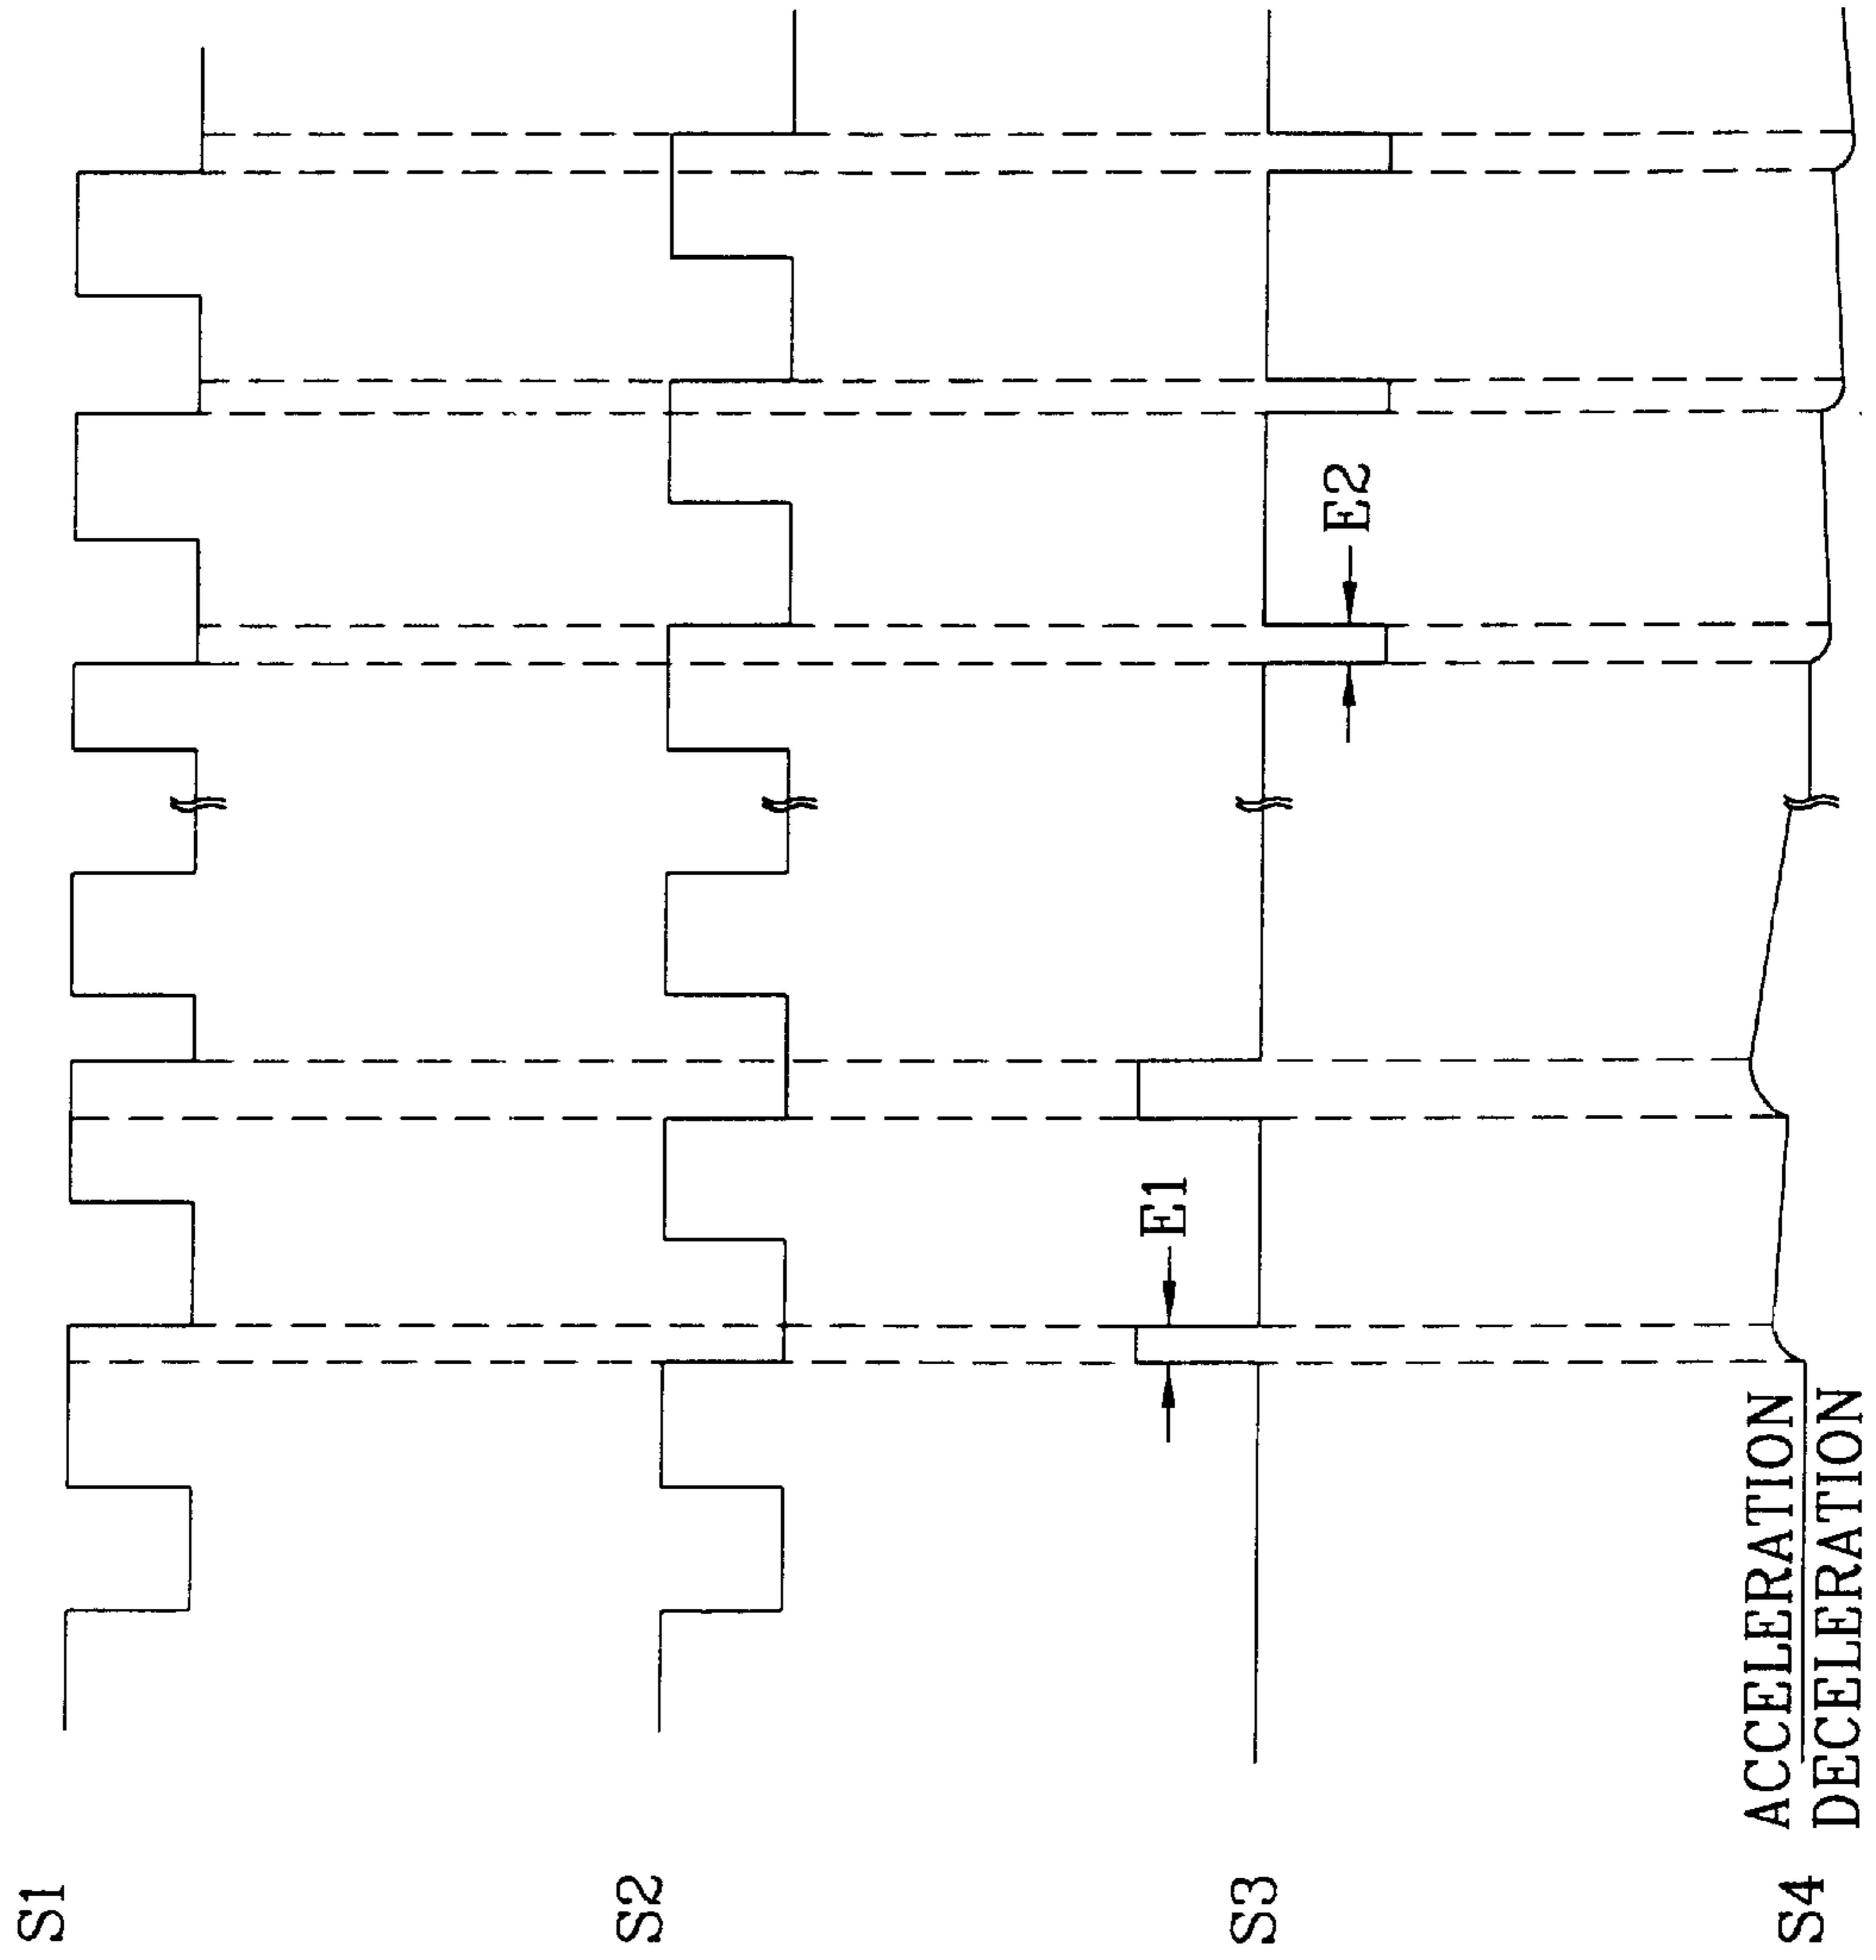 S1
S2
E1
S3
E2
S4
ACCELERATION
DECELERATION